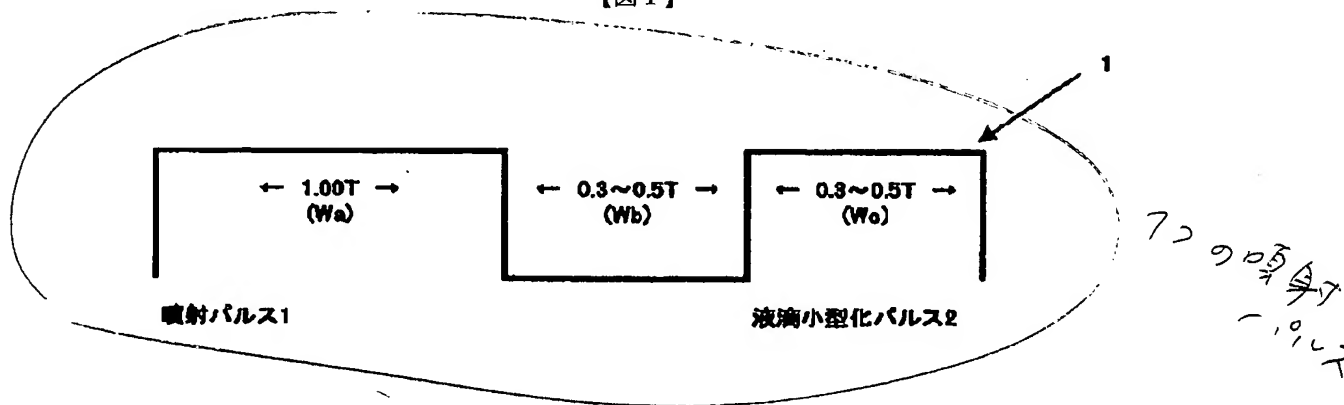 【図1】
1
← 1.00T →
(Wa)
← 0.3～0.5T →
(Wb)
← 0.3～0.5T →
(Wc)
噴射パルス1
液滴小型化パルス2
の噴射
パルス